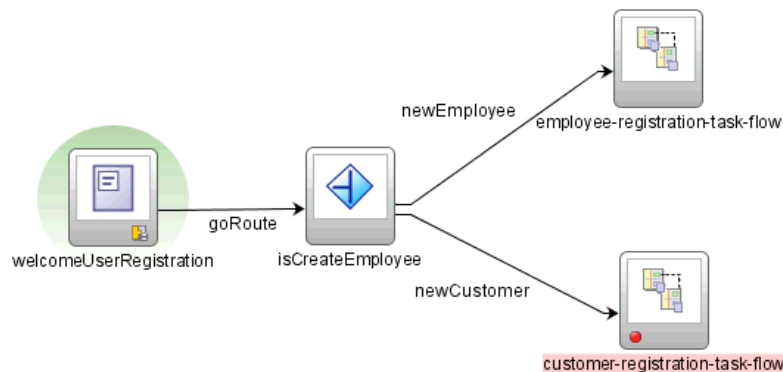 newEmployee
employee-registration-task-flow
goRoute
welcomeUserRegistration
isCreateEmployee
newCustomer
customer-registration-task-flow